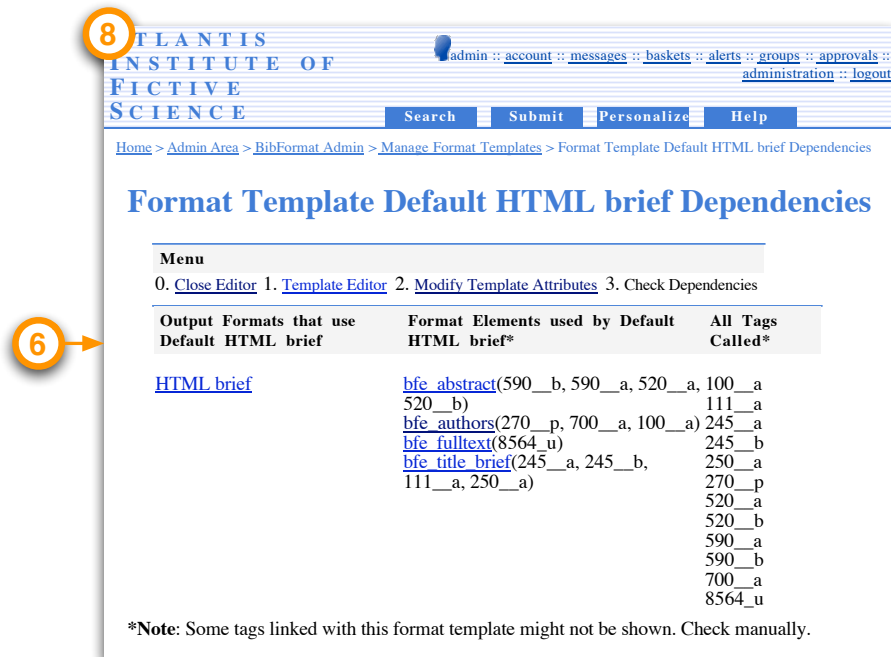 8
TLANTIS
INSTITUTE OF
FICTIVE
SCIENCE
admin :: account :: messages :: baskets :: alerts :: groups :: approvals ::
administration :: logout
Search Submit Personalize Help
Home > Admin Area > BibFormat Admin > Manage Format Templates > Format Template Default HTML brief Dependencies
Format Template Default HTML brief Dependencies
Menu
0. Close Editor 1. Template Editor 2. Modify Template Attributes 3. Check Dependencies
6
Output Formats that use Format Elements used by Default All Tags
Default HTML brief HTML brief* Called*
HTML brief bfe_abstract(590__b, 590__a, 520__a, 100__a
520__b) 111__a
bfe_authors(270__p, 700__a, 100__a) 245__a
bfe_fulltext(8564_u) 245__b
bfe_title_brief(245__a, 245__b, 250__a
111__a, 250__a) 270__p
520__a
520__b
590__a
590__b
700__a
8564_u
*Note: Some tags linked with this format template might not be shown. Check manually.